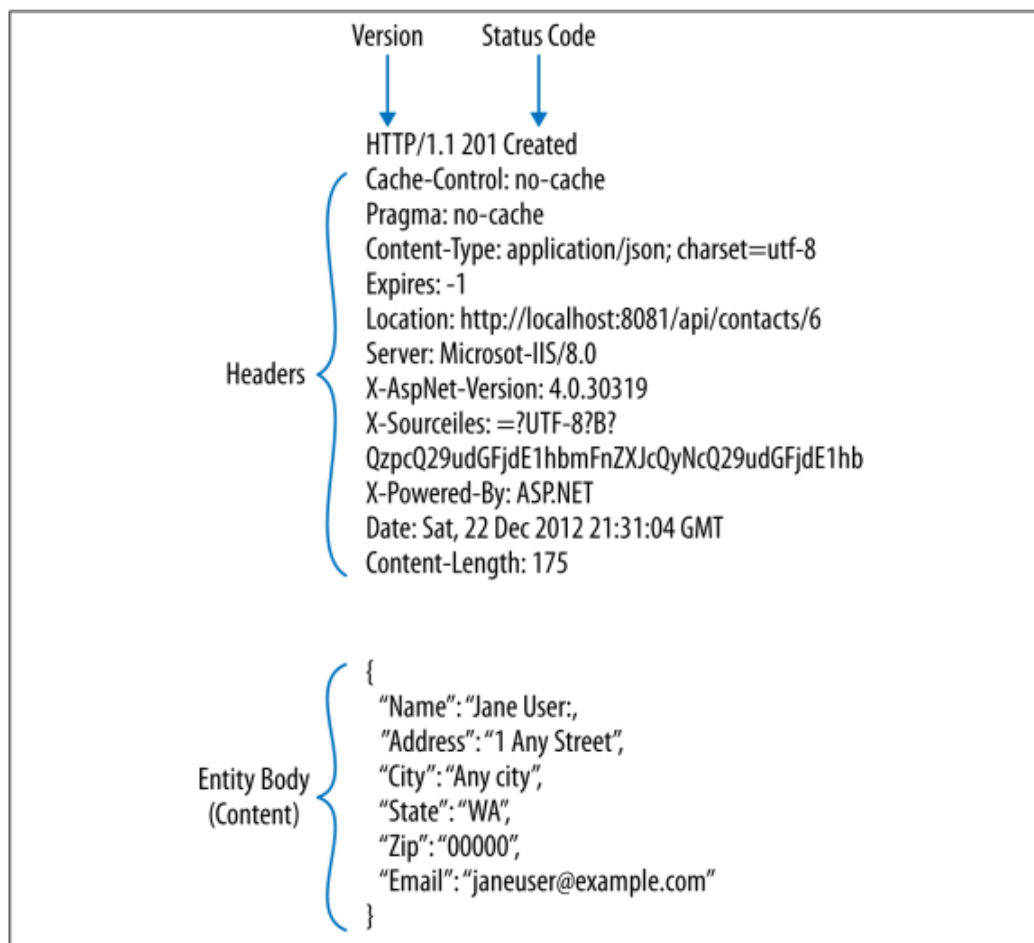 Version Status Code
HTTP/1.1 201 Created
Cache-Control: no-cache
Pragma: no-cache
Content-Type: application/json; charset=utf-8
Expires: -1
Location: http://localhost:8081/api/contacts/6
Server: Microsot-IIS/8.0
Headers
X-AspNet-Version: 4.0.30319
X-Sourceiles: =?UTF-8?B?
QzpcQ29udGFjdE1hbmFnZXJcQyNcQ29udGFjdE1hb
X-Powered-By: ASP.NET
Date: Sat, 22 Dec 2012 21:31:04 GMT
Content-Length: 175
{
“Name”: “Jane User:,
”Address”: “1 Any Street”,
“City”: “Any city”,
Entity Body
(Content)
“State”: “WA”,
“Zip”: “00000”,
“Email”: “janeuser@example.com”
}